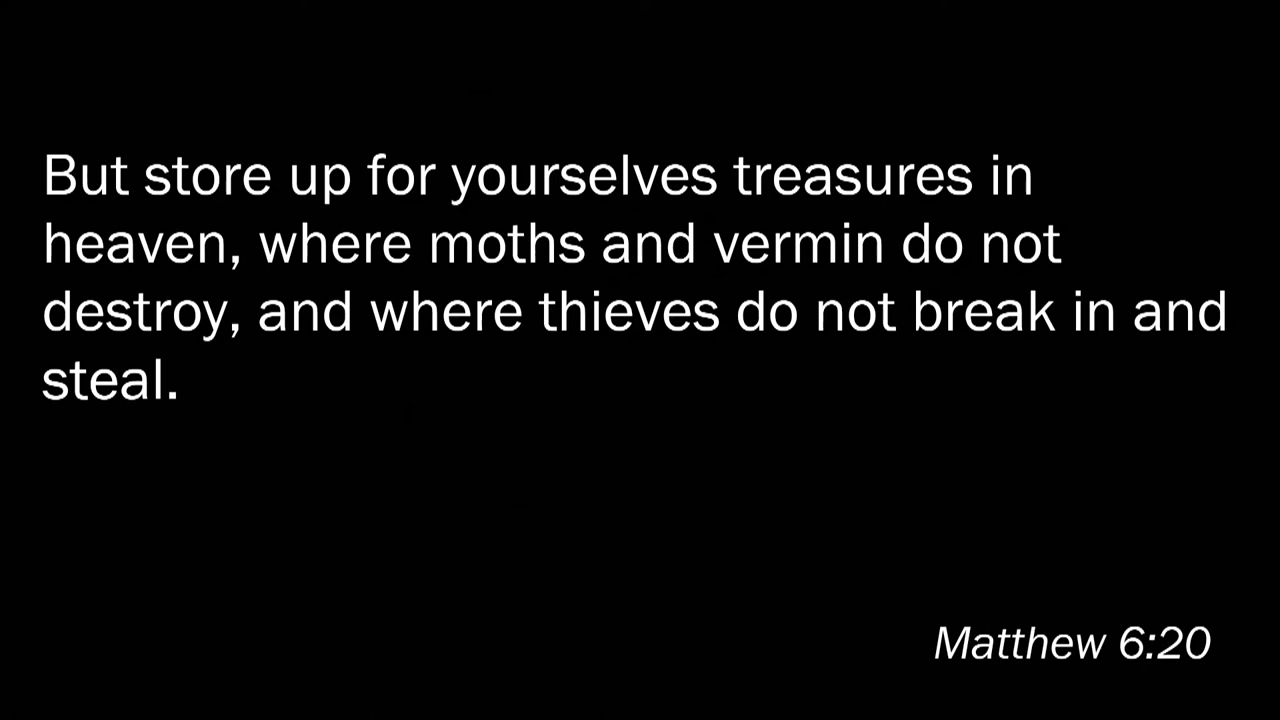 But store up for yourselves treasures in
heaven, where moths and vermin do not
destroy, and where thieves do not break in and
steal.
Matthew 6:20